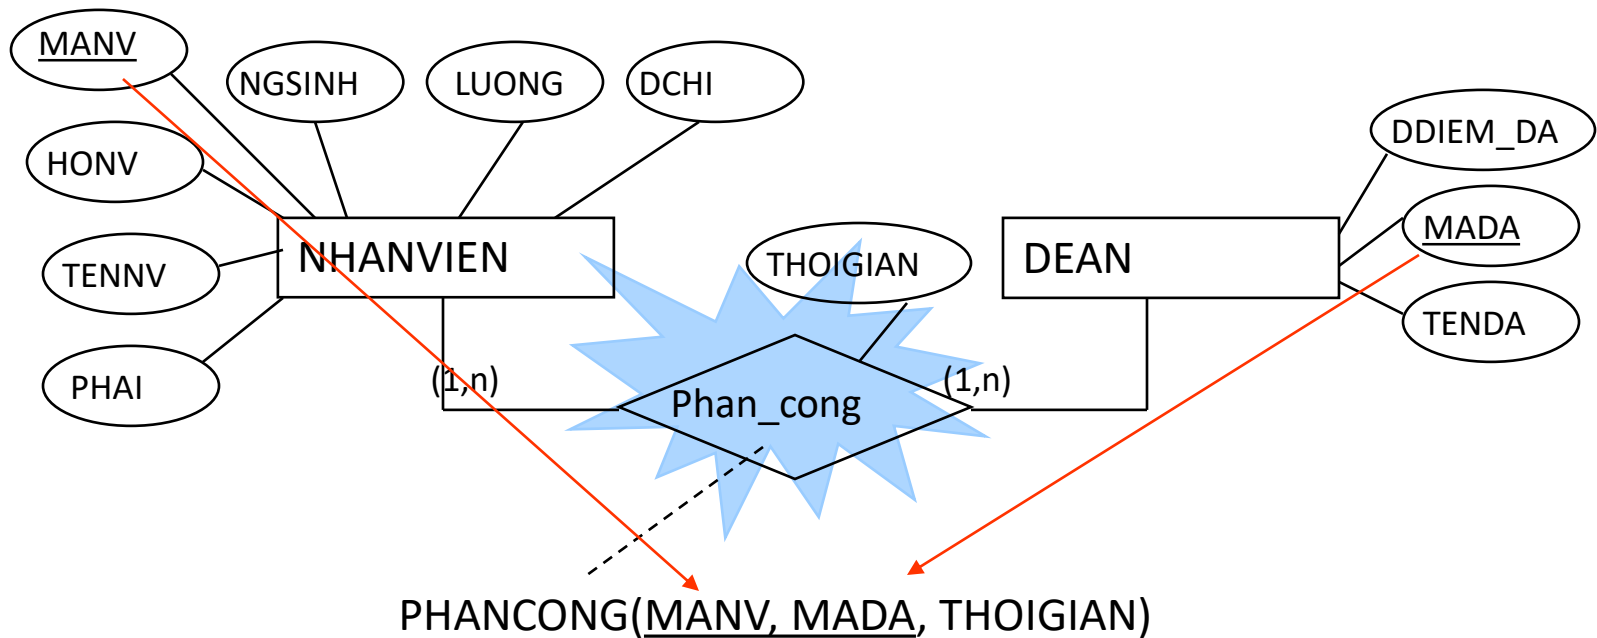 MANV
NGSINH
LUONG
DCHI
DDIEM_DA
HONV
MADA
NHANVIEN
THOIGIAN
DEAN
TENNV
TENDA
PHAI
(1,n)
(1,n)
Phan_cong
PHANCONG(MANV, MADA, THOIGIAN)